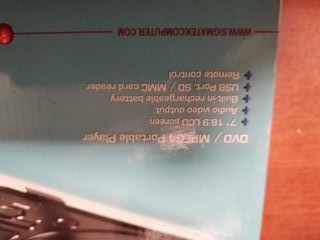 DVD / MPEG4 Portable Player
+ 7" 16:9 LCD screen
+ Audio video output
+ Built-in rechargeable battery
+ USB Port, SD / MMC card reader
+ Remote control
WWW.SIGMATEKCOMPUTER.COM